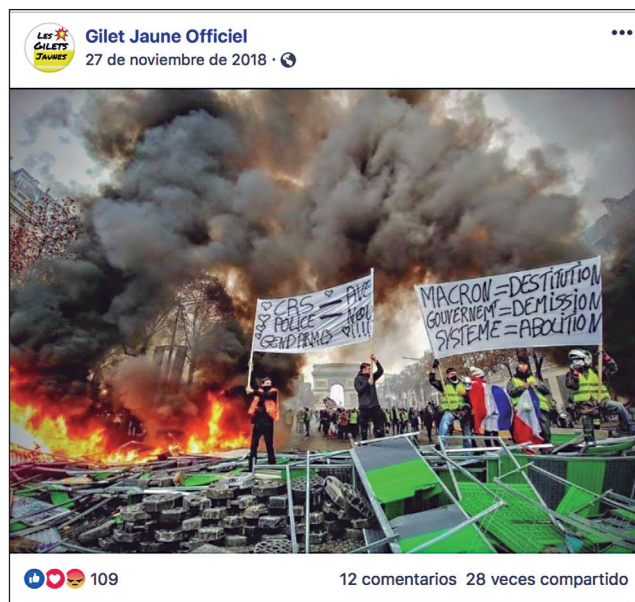 LES
GILETS
JAUNES
Gilet Jaune Officiel
27 de noviembre de 2018
CRS
POLICE =
GENDARMES !!!!
MACRON=DESTITUTION
GOUVERNEMT=DEMISSION
SYSTEME=ABOLITION
109
12 comentarios 28 veces compartido